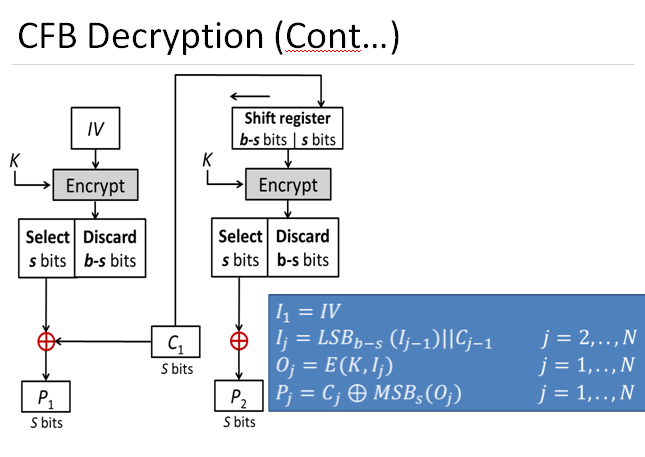 CFB Decryption (Cont…)
IV
K
Encrypt
Select s bits
Discard b-s bits
C₁
S bits
P₁
S bits
Shift register
b-s bits | s bits
K
Encrypt
Select s bits
Discard b-s bits
P₂
S bits
I₁ = IV
Iⱼ = LSB_{b−s} (Iⱼ₋₁)||Cⱼ₋₁ j = 2,..,N
Oⱼ = E(K, Iⱼ) j = 1,..,N
Pⱼ = Cⱼ ⊕ MSBₛ(Oⱼ) j = 1,..,N